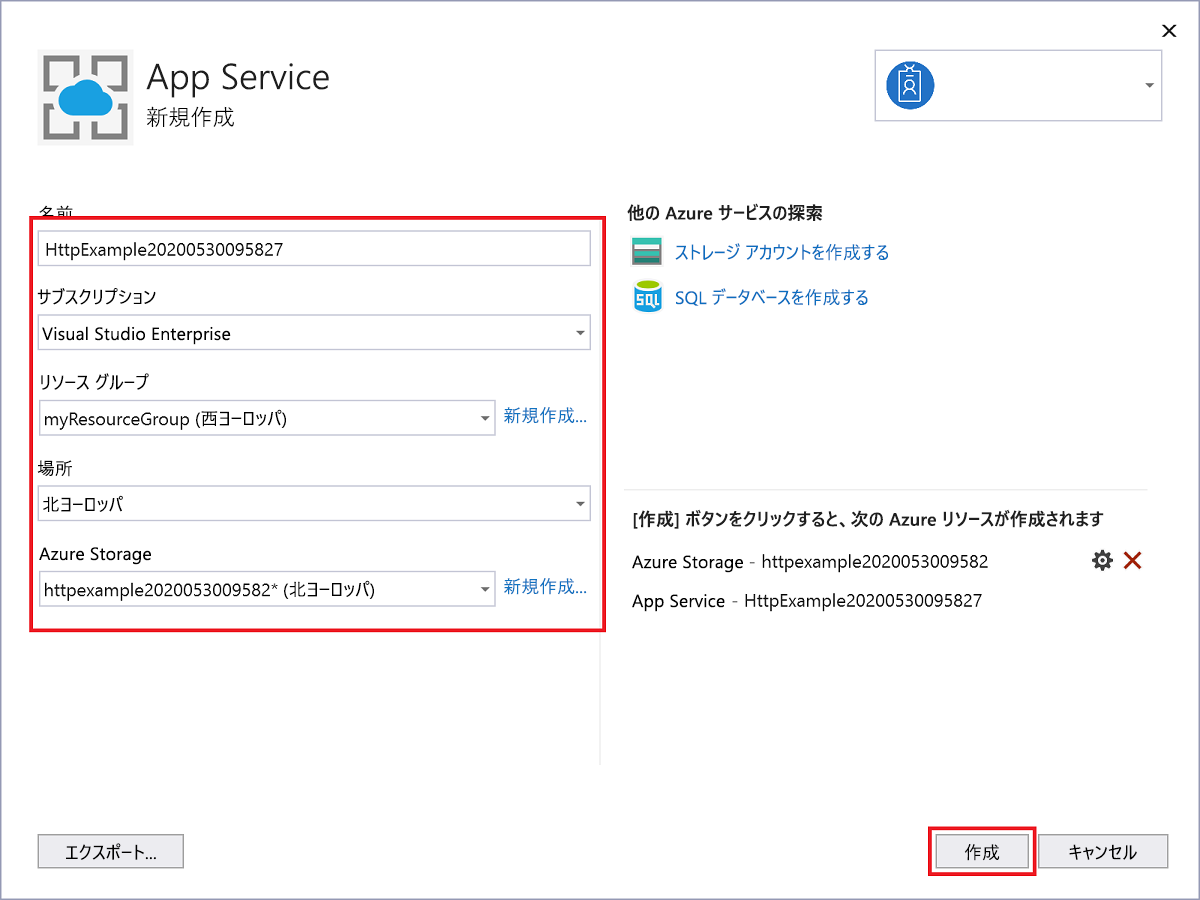 App Service
新規作成
名前
HttpExample20200530095827
サブスクリプション
Visual Studio Enterprise
リソース グループ
myResourceGroup (西ヨーロッパ)
新規作成...
場所
北ヨーロッパ
Azure Storage
httpexample2020053009582* (北ヨーロッパ)
新規作成...
他の Azure サービスの探索
ストレージ アカウントを作成する
SQL
SQL データベースを作成する
[作成] ボタンをクリックすると、次の Azure リソースが作成されます
Azure Storage - httpexample2020053009582
App Service - HttpExample20200530095827
エクスポート...
作成
キャンセル